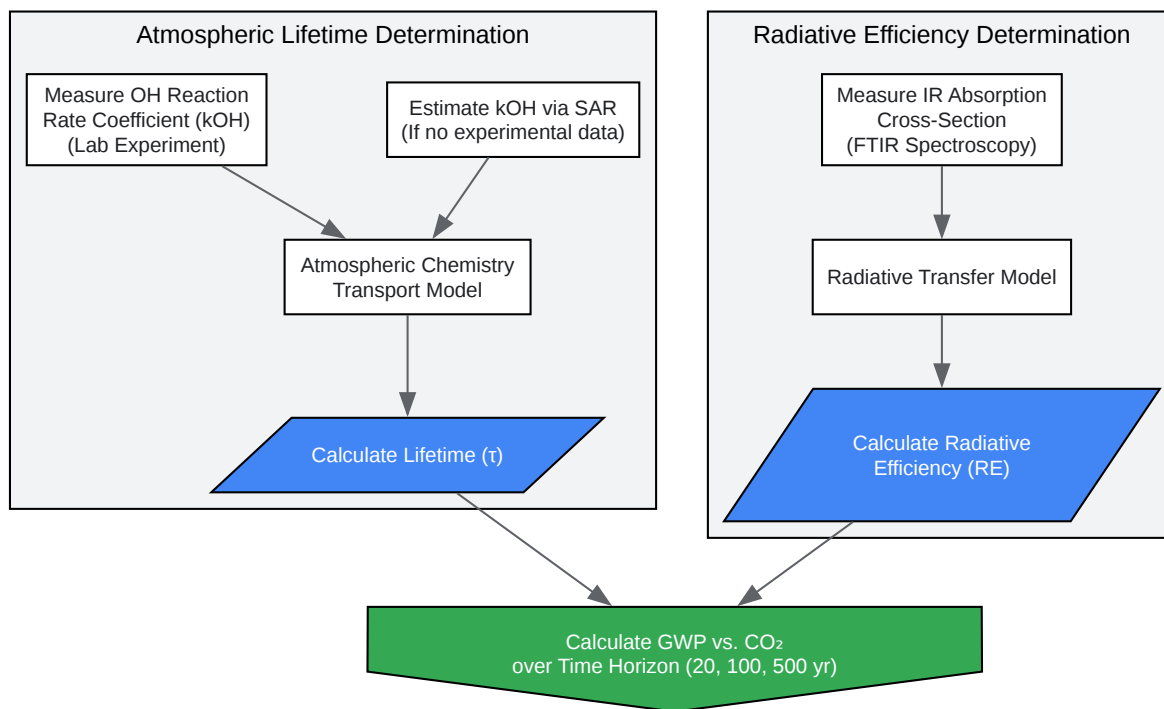 Atmospheric Lifetime Determination
Measure OH Reaction
Rate Coefficient (kOH)
(Lab Experiment)
Estimate kOH via SAR
(If no experimental data)
Atmospheric Chemistry
Transport Model
Calculate Lifetime (τ)
Radiative Efficiency Determination
Measure IR Absorption
Cross-Section
(FTIR Spectroscopy)
Radiative Transfer Model
Calculate Radiative
Efficiency (RE)
Calculate GWP vs. CO₂
over Time Horizon (20, 100, 500 yr)